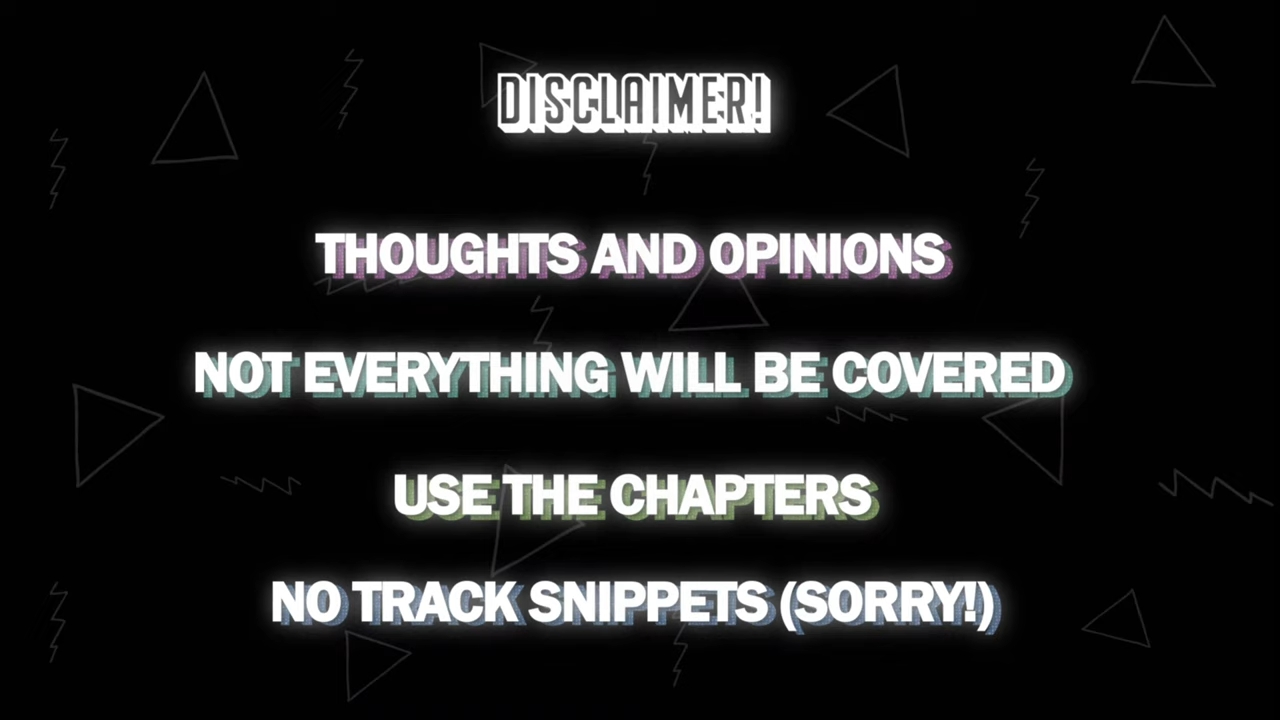 DISCLAIMER!
THOUGHTS AND OPINIONS
NOT EVERYTHING WILL BE COVERED
USE THE CHAPTERS
NO TRACK SNIPPETS (SORRY!)